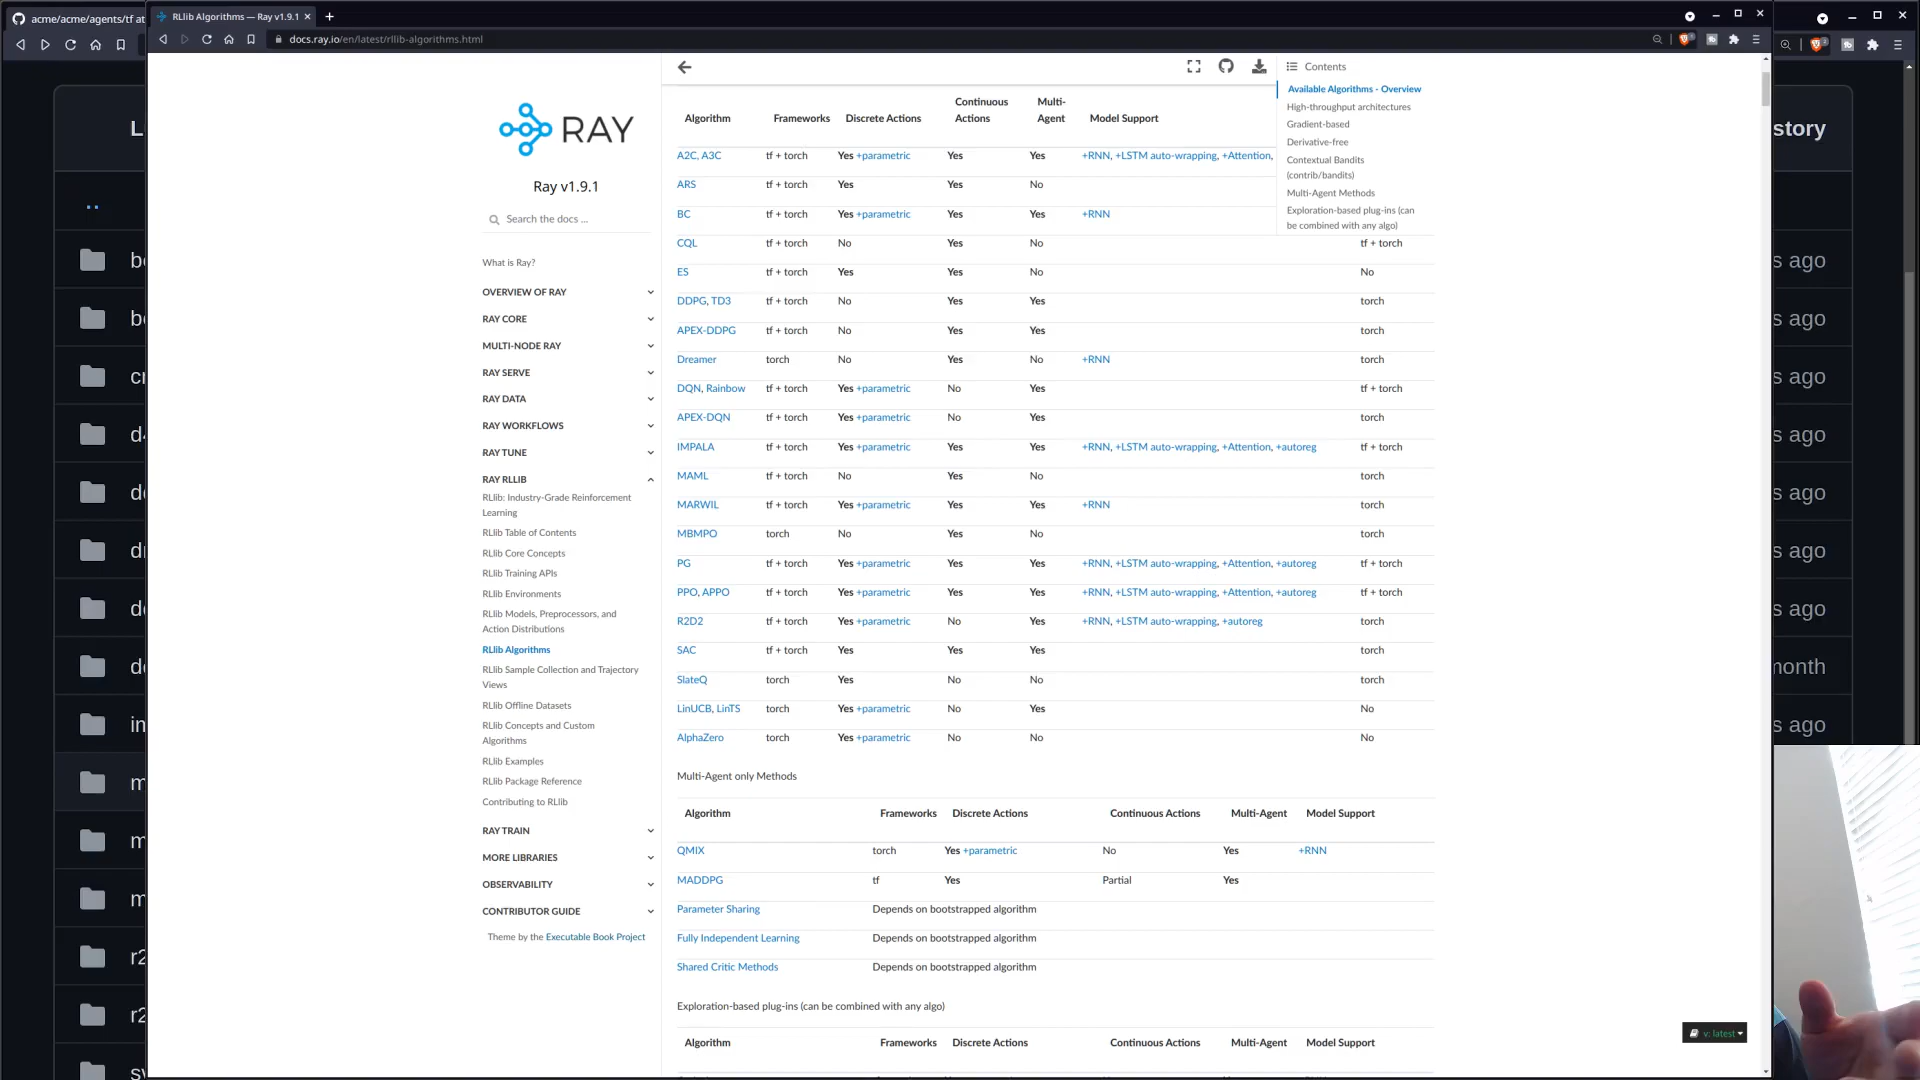 acme/acme/agents/tf at
RLlib Algorithms — Ray v1.9.1
docs.ray.io/en/latest/rllib-algorithms.html
RAY
Ray v1.9.1
Search the docs ...
What is Ray?
OVERVIEW OF RAY
RAY CORE
MULTI-NODE RAY
RAY SERVE
RAY DATA
RAY WORKFLOWS
RAY TUNE
RAY RLLIB
RLlib: Industry-Grade Reinforcement
Learning
RLlib Table of Contents
RLlib Core Concepts
RLlib Training APIs
RLlib Environments
RLlib Models, Preprocessors, and
Action Distributions
RLlib Algorithms
RLlib Sample Collection and Trajectory
Views
RLlib Offline Datasets
RLlib Concepts and Custom
Algorithms
RLlib Examples
RLlib Package Reference
Contributing to RLlib
RAY TRAIN
MORE LIBRARIES
OBSERVABILITY
CONTRIBUTOR GUIDE
Theme by the Executable Book Project
Contents
Available Algorithms - Overview
High-throughput architectures
Gradient-based
Derivative-free
Contextual Bandits
(contrib/bandits)
Multi-Agent Methods
Exploration-based plug-ins (can
be combined with any algo)
Algorithm Frameworks Discrete Actions Continuous Actions Multi-Agent Model Support
A2C, A3C tf + torch Yes +parametric Yes Yes +RNN, +LSTM auto-wrapping, +Attention,
ARS tf + torch Yes Yes No
BC tf + torch Yes +parametric Yes Yes +RNN
CQL tf + torch No Yes No tf + torch
ES tf + torch Yes Yes No No
DDPG, TD3 tf + torch No Yes Yes torch
APEX-DDPG tf + torch No Yes Yes torch
Dreamer torch No Yes No +RNN torch
DQN, Rainbow tf + torch Yes +parametric No Yes tf + torch
APEX-DQN tf + torch Yes +parametric No Yes torch
IMPALA tf + torch Yes +parametric Yes Yes +RNN, +LSTM auto-wrapping, +Attention, +autoreg tf + torch
MAML tf + torch No Yes No torch
MARWIL tf + torch Yes +parametric Yes Yes +RNN torch
MBMPO torch No Yes No torch
PG tf + torch Yes +parametric Yes Yes +RNN, +LSTM auto-wrapping, +Attention, +autoreg tf + torch
PPO, APPO tf + torch Yes +parametric Yes Yes +RNN, +LSTM auto-wrapping, +Attention, +autoreg tf + torch
R2D2 tf + torch Yes +parametric No Yes +RNN, +LSTM auto-wrapping, +autoreg torch
SAC tf + torch Yes Yes Yes torch
SlateQ torch Yes No No torch
LinUCB, LinTS torch Yes +parametric No Yes No
AlphaZero torch Yes +parametric No No No
Multi-Agent only Methods
Algorithm Frameworks Discrete Actions Continuous Actions Multi-Agent Model Support
QMIX torch Yes +parametric No Yes +RNN
MADDPG tf Yes Partial Yes
Parameter Sharing Depends on bootstrapped algorithm
Fully Independent Learning Depends on bootstrapped algorithm
Shared Critic Methods Depends on bootstrapped algorithm
Exploration-based plug-ins (can be combined with any algo)
Algorithm Frameworks Discrete Actions Continuous Actions Multi-Agent Model Support
v: latest
story
s ago
s ago
s ago
s ago
s ago
s ago
s ago
month
s ago